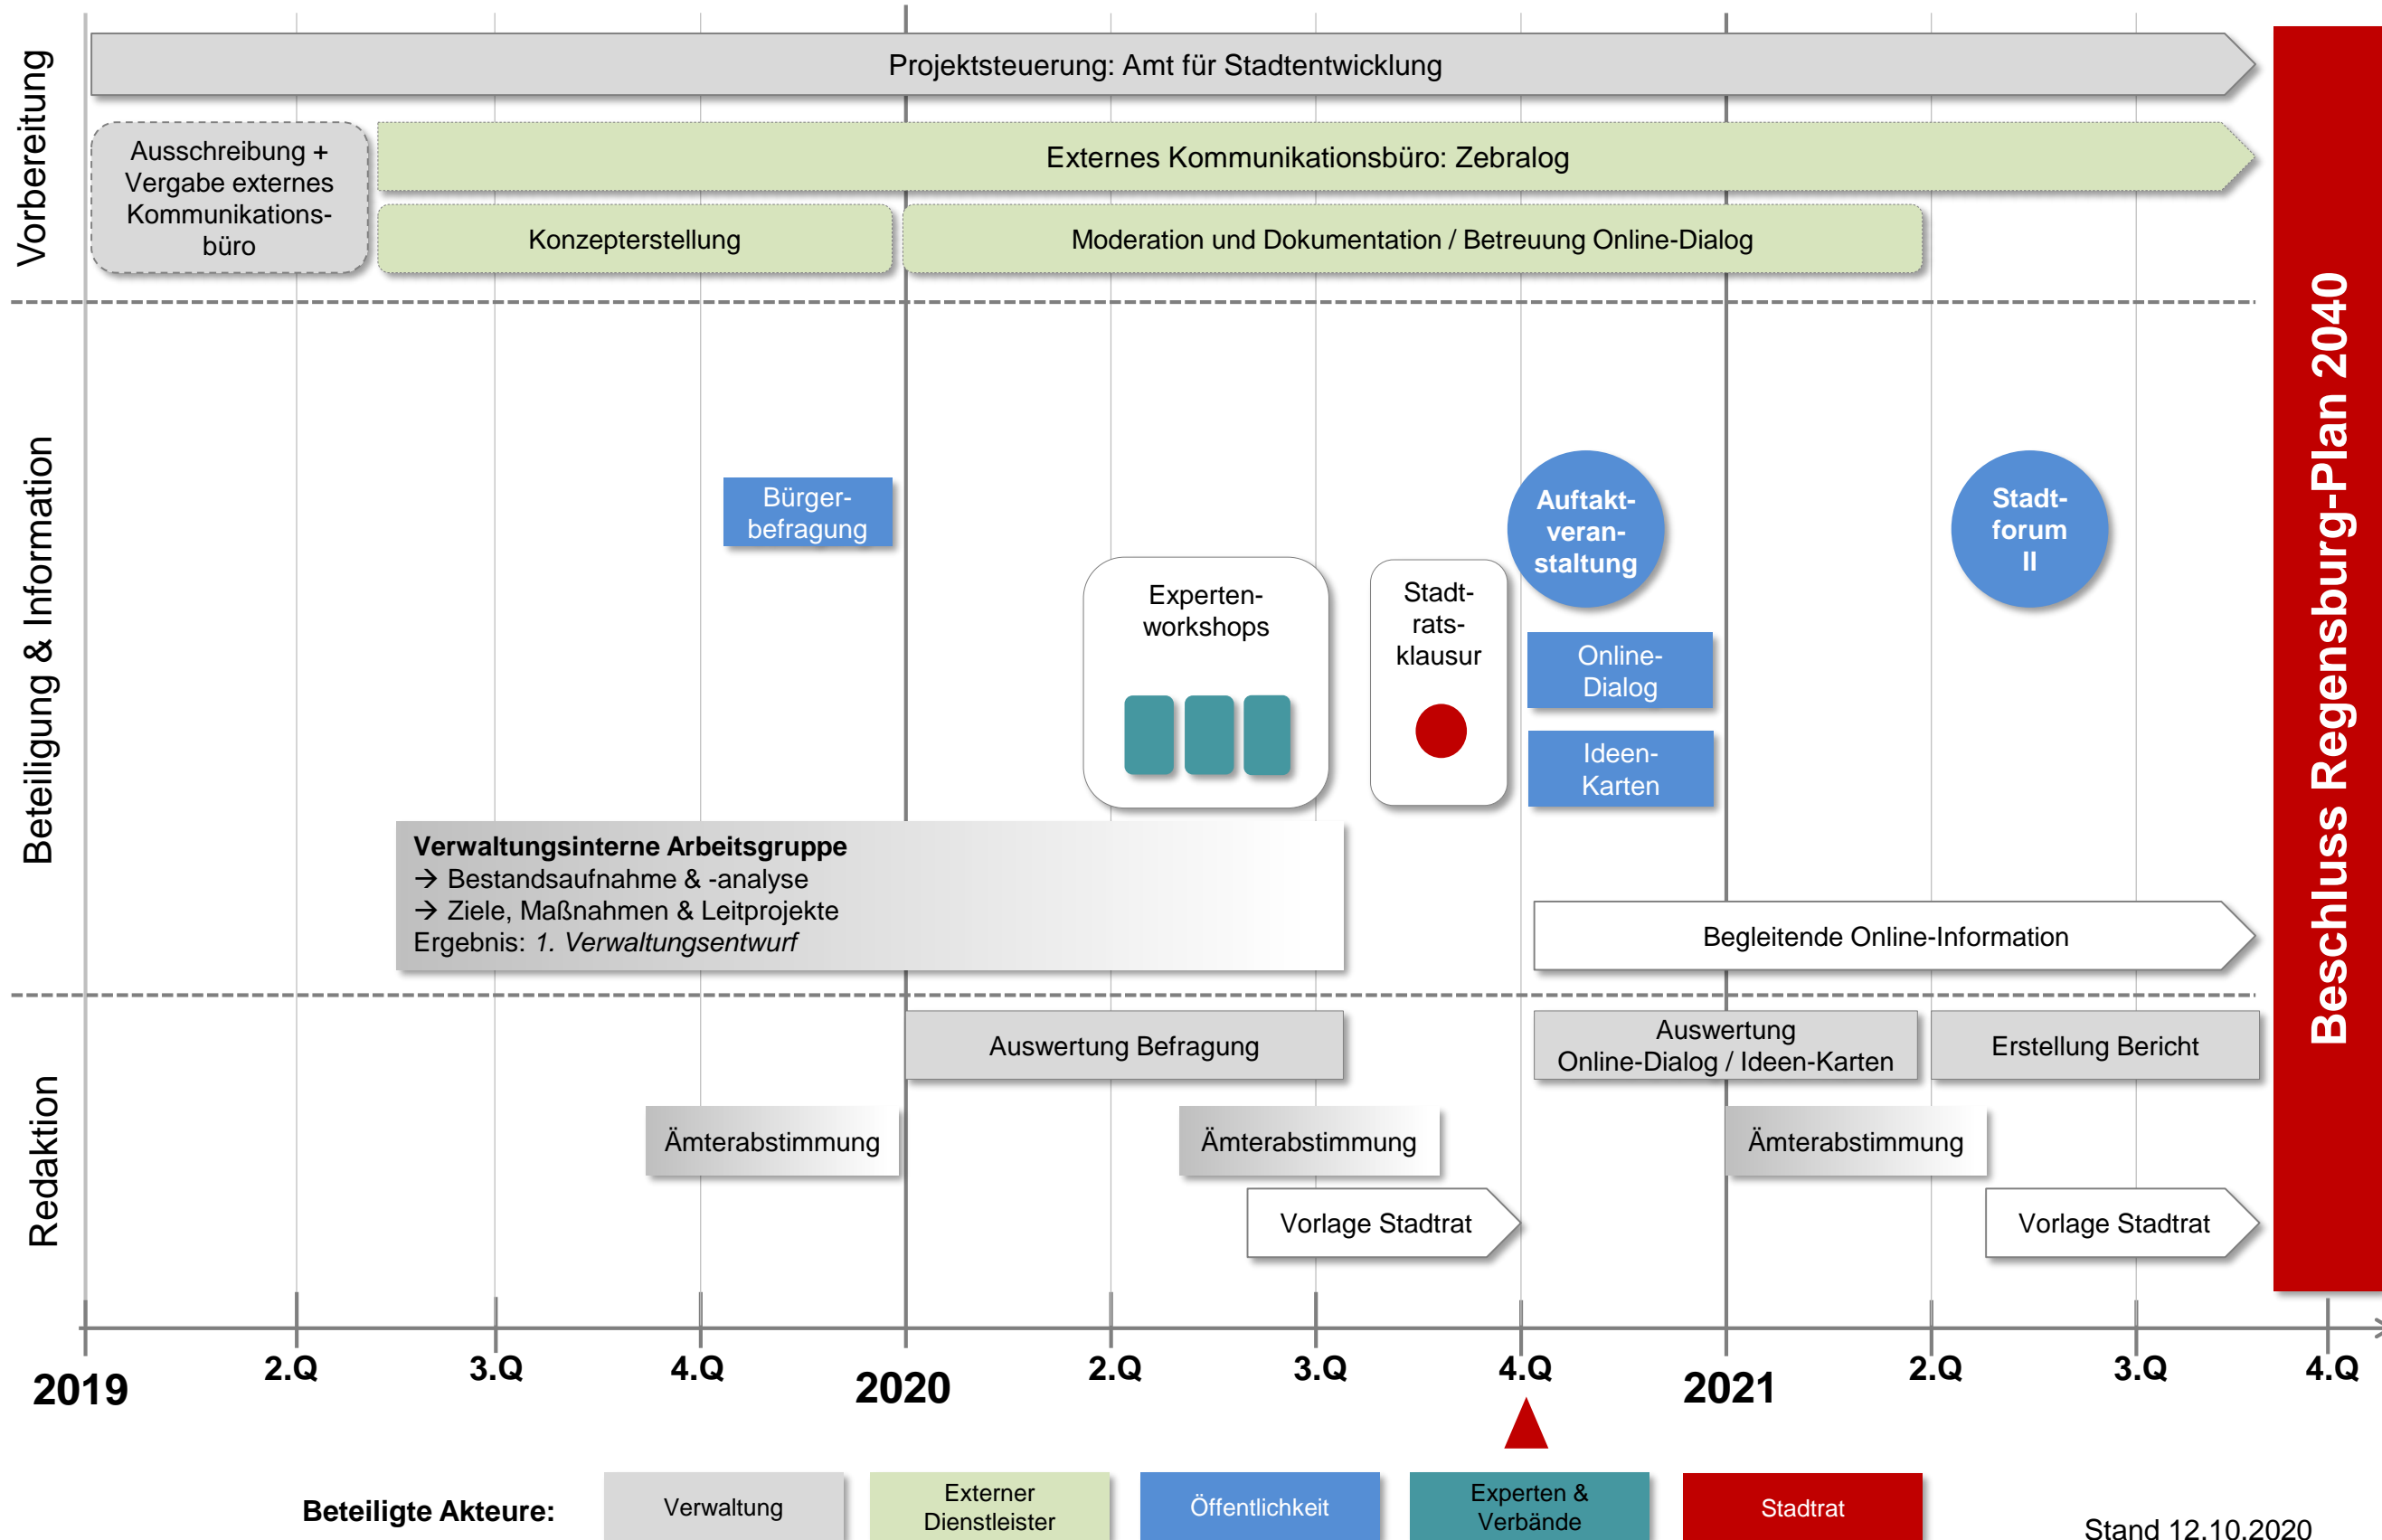 Vorbereitung
Projektsteuerung: Amt für Stadtentwicklung
Ausschreibung +
Vergabe externes
Kommunikations-
büro
Externes Kommunikationsbüro: Zebralog
Konzepterstellung
Moderation und Dokumentation / Betreuung Online-Dialog
Beteiligung & Information
Bürger-
befragung
Experten-
workshops
Stadt-
rats-
klausur
Auftakt-
veran-
staltung
Online-
Dialog
Ideen-
Karten
Stadt-
forum
II
Verwaltungsinterne Arbeitsgruppe
→ Bestandsaufnahme & -analyse
→ Ziele, Maßnahmen & Leitprojekte
Ergebnis: 1. Verwaltungsentwurf
Begleitende Online-Information
Redaktion
Auswertung Befragung
Auswertung
Online-Dialog / Ideen-Karten
Erstellung Bericht
Ämterabstimmung
Ämterabstimmung
Ämterabstimmung
Vorlage Stadtrat
Vorlage Stadtrat
Beschluss Regensburg-Plan 2040
2019
2.Q
3.Q
4.Q
2020
2.Q
3.Q
4.Q
2021
2.Q
3.Q
4.Q
Beteiligte Akteure:
Verwaltung
Externer
Dienstleister
Öffentlichkeit
Experten &
Verbände
Stadtrat
Stand 12.10.2020